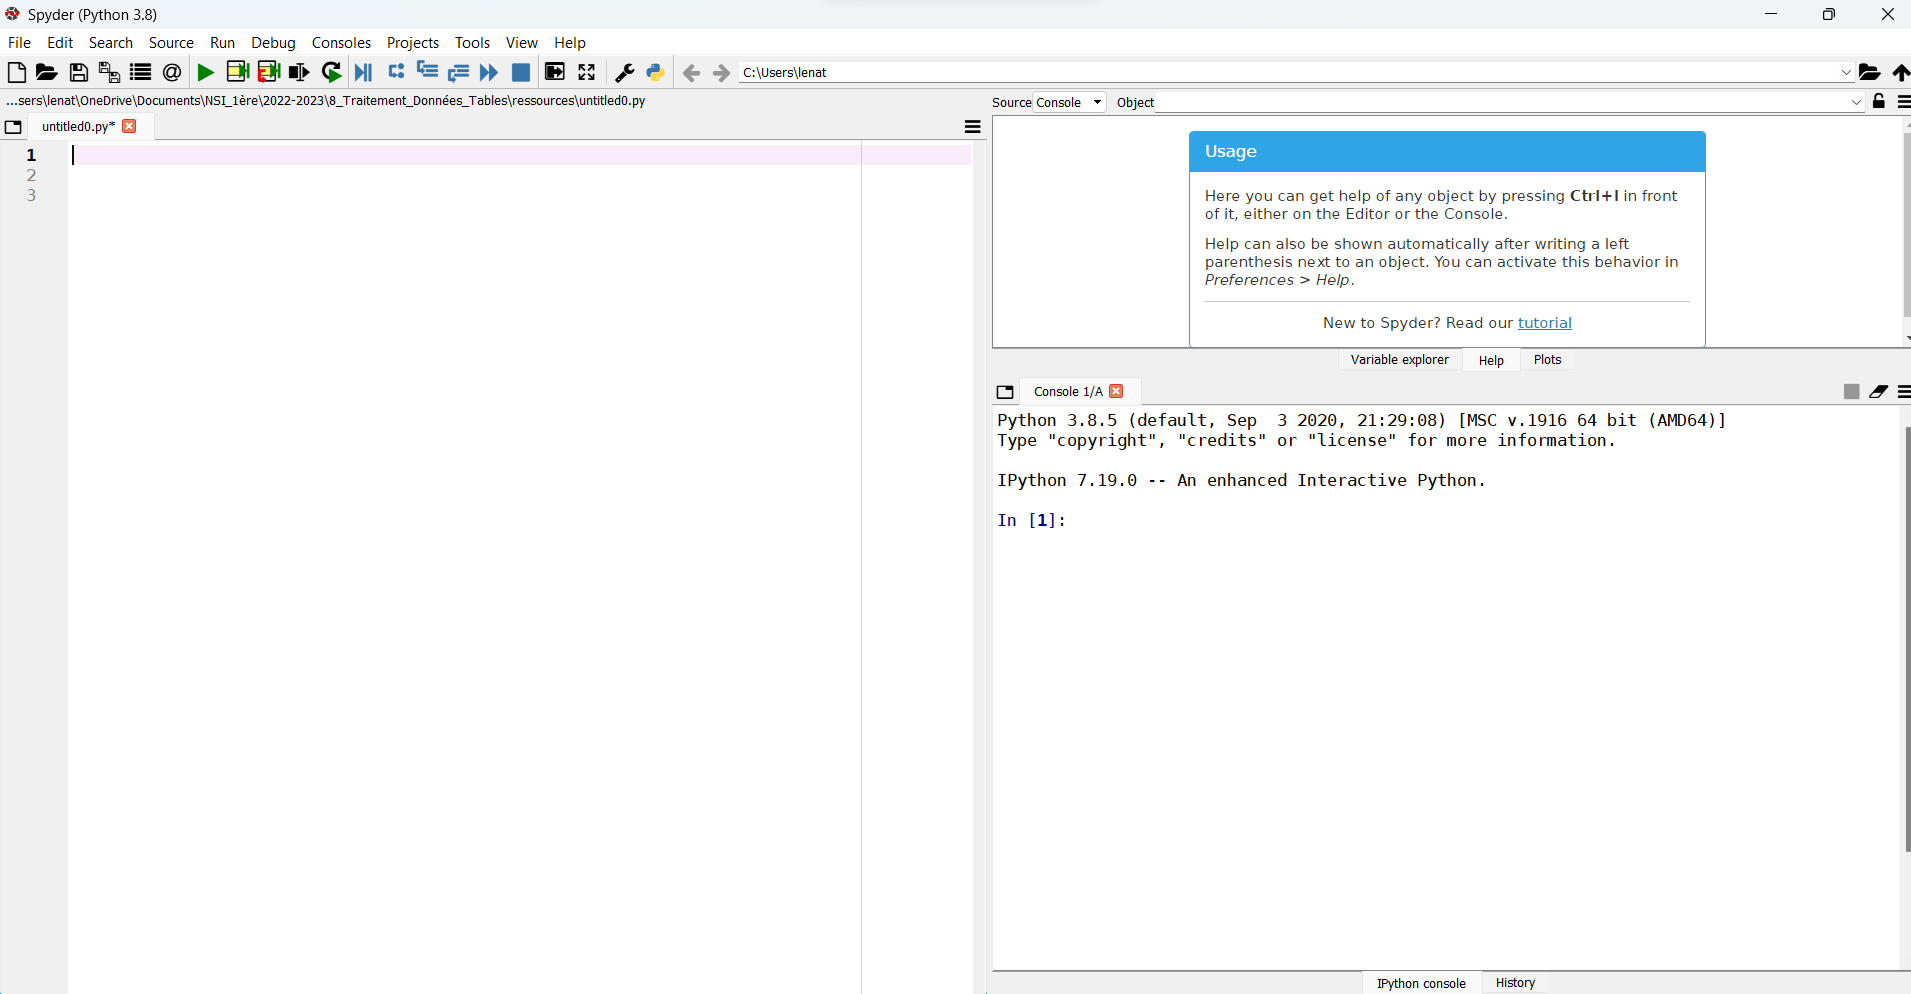 Spyder (Python 3.8)
File Edit Search Source Run Debug Consoles Projects Tools View Help
C:\Users\lenat
...sers\lenat\OneDrive\Documents\NSI_1ère\2022-2023\8_Traitement_Données_Tables\ressources\untitled0.py
untitled0.py*
1
2
3
Source Console Object
Usage
Here you can get help of any object by pressing Ctrl+I in front
of it, either on the Editor or the Console.
Help can also be shown automatically after writing a left
parenthesis next to an object. You can activate this behavior in
Preferences > Help.
New to Spyder? Read our tutorial
Variable explorer Help Plots
Console 1/A
Python 3.8.5 (default, Sep  3 2020, 21:29:08) [MSC v.1916 64 bit (AMD64)]
Type "copyright", "credits" or "license" for more information.
IPython 7.19.0 -- An enhanced Interactive Python.
In [1]:
IPython console History